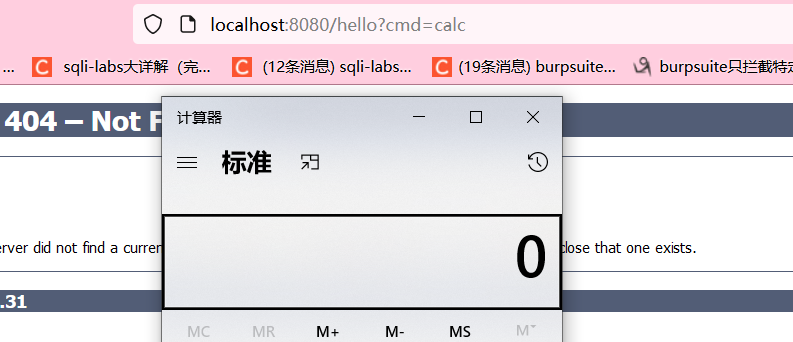 localhost:8080/hello?cmd=calc
... sqli-labs大详解（完... (12条消息) sqli-labs... (19条消息) burpsuite... burpsuite只拦截特定
404 – Not F
计算器
标准
0
erver did not find a curren
close that one exists.
.31
MC MR M+ M- MS M˅